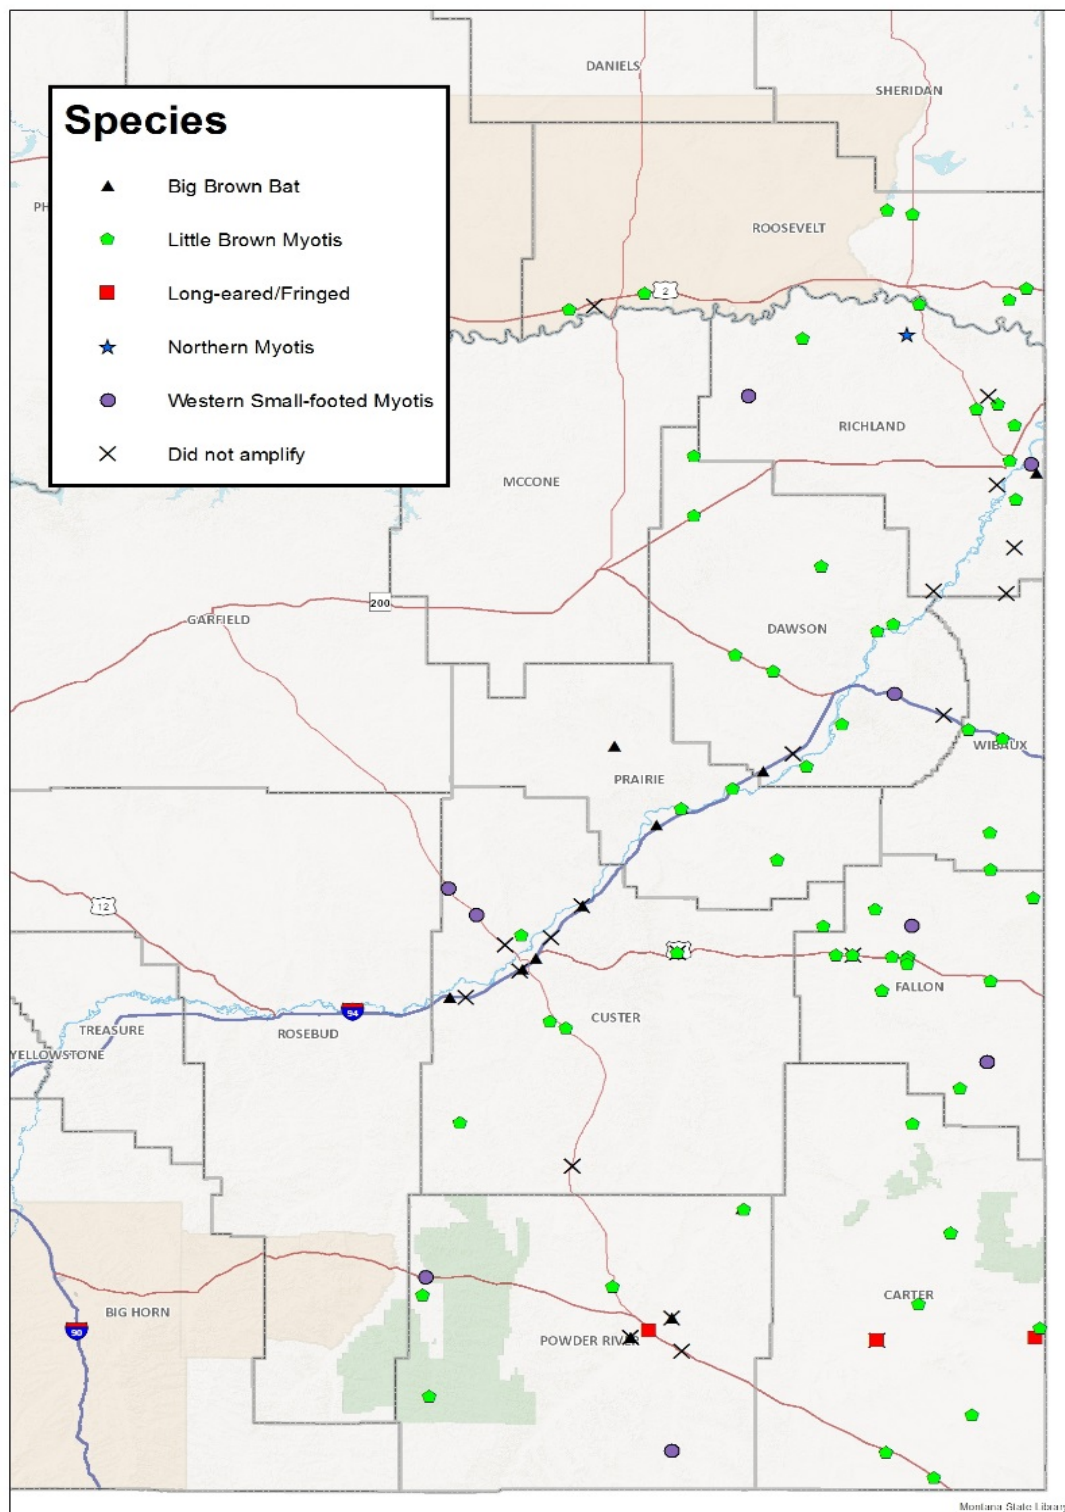 DANIELS
SHERIDAN
Species
Big Brown Bat
PH
Little Brown Myotis
ROOSEVELT
Long-eared/Fringed
2
Northern Myotis
Western Small-footed Myotis
RICHLAND
Did not amplify
MCCONE
200
GARFIELD
DAWSON
WIBAUX
PRAIRIE
12
FALLON
94
CUSTER
TREASURE
ROSEBUD
YELLOWSTONE
CARTER
BIG HORN
90
POWDER RIVER
Montana State Library